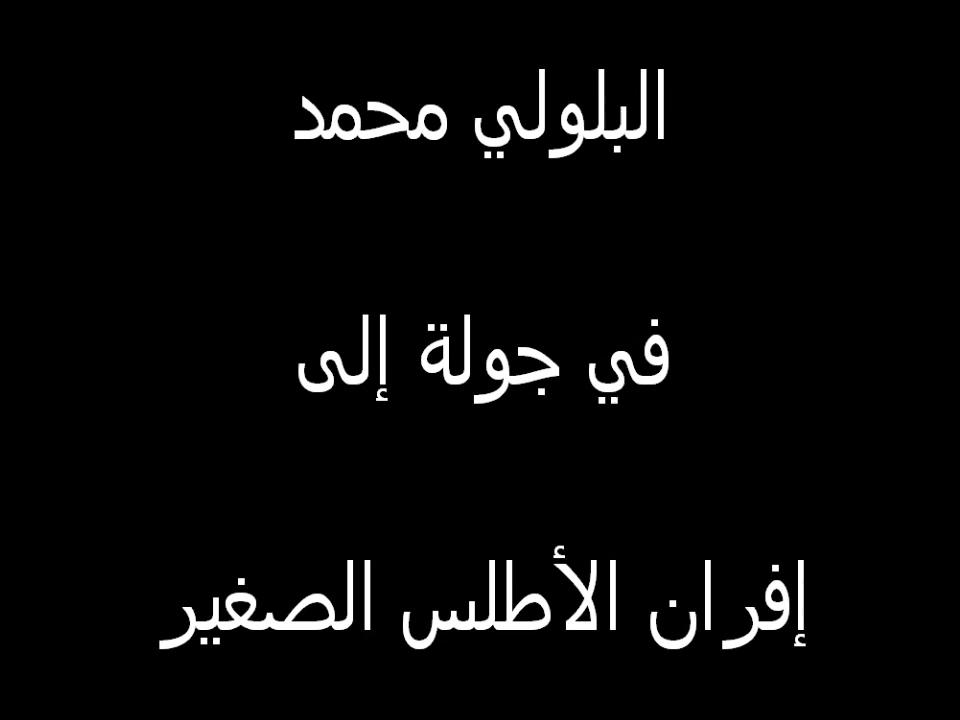 البلولي محمد
في جولة إلى
إفران الأطلس الصغير